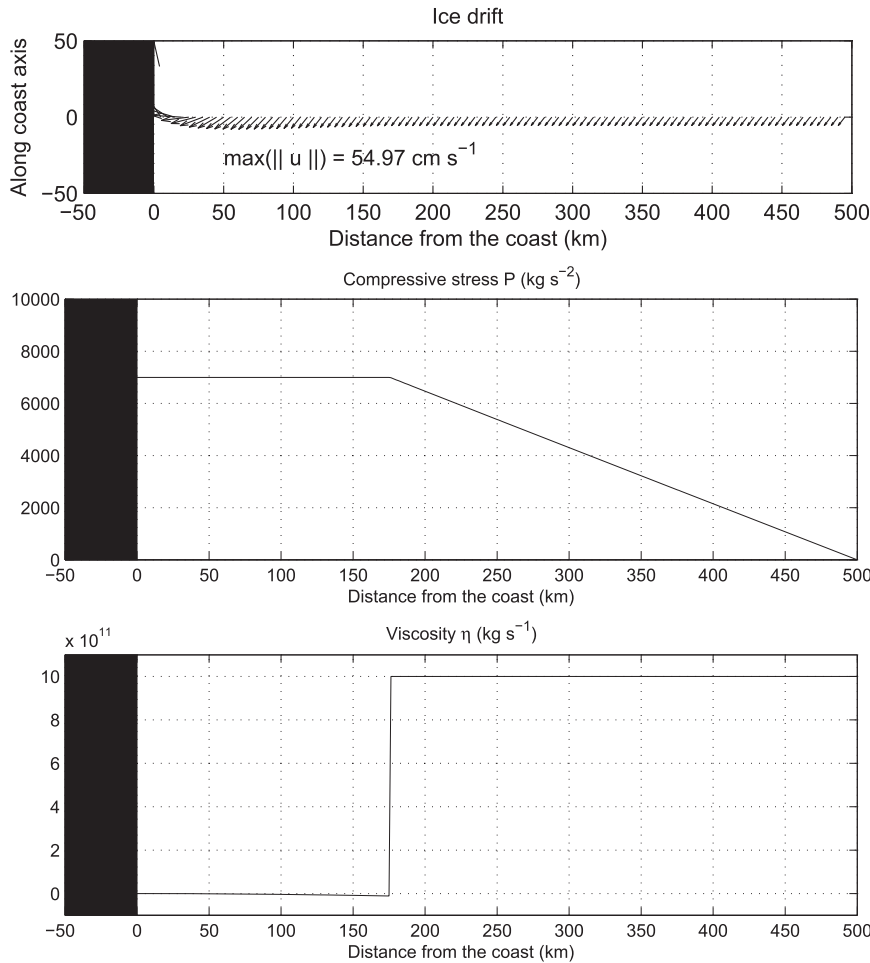 Ice drift
Along coast axis
50
0
−50
max(|| u ||) = 54.97 cm s−1
−50 0 50 100 150 200 250 300 350 400 450 500
Distance from the coast (km)
Compressive stress P (kg s−2)
10000
8000
6000
4000
2000
0
−50 0 50 100 150 200 250 300 350 400 450 500
Distance from the coast (km)
x 1011
Viscosity η (kg s−1)
10
8
6
4
2
0
−50 0 50 100 150 200 250 300 350 400 450 500
Distance from the coast (km)